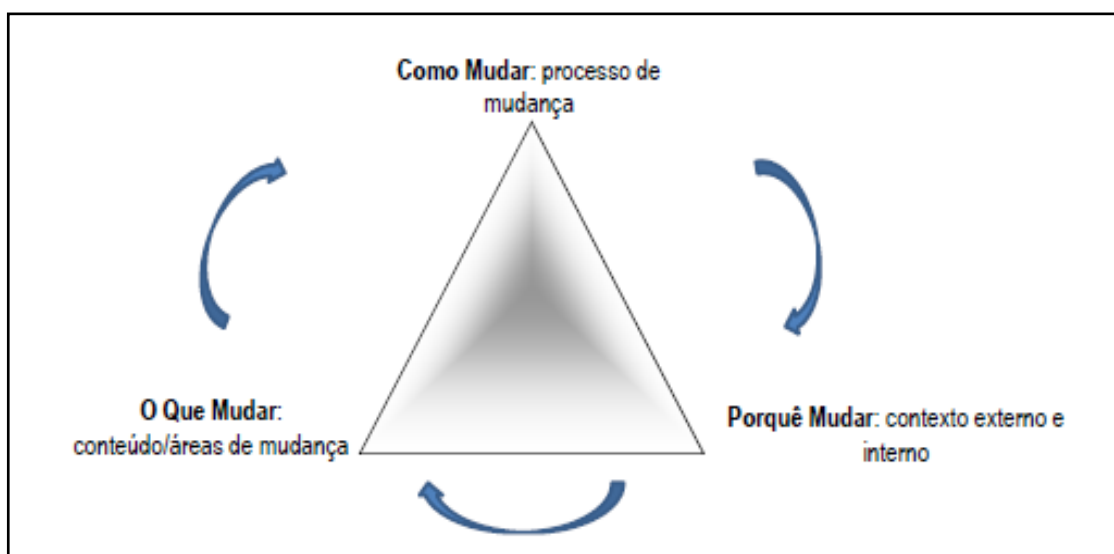 Como Mudar: processo de
mudança
O Que Mudar:
conteúdo/áreas de mudança
Porquê Mudar: contexto externo e
interno